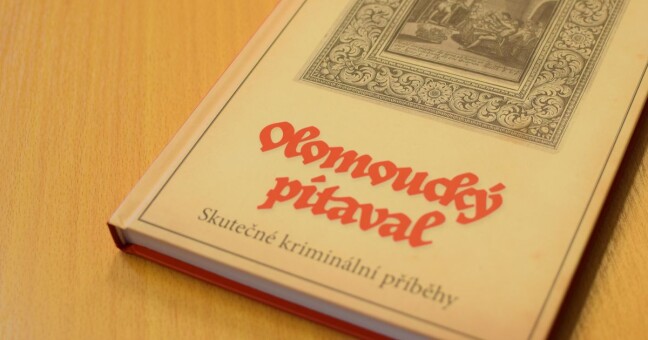 Olomoucký
pitaval
Skutečné kriminální příběhy